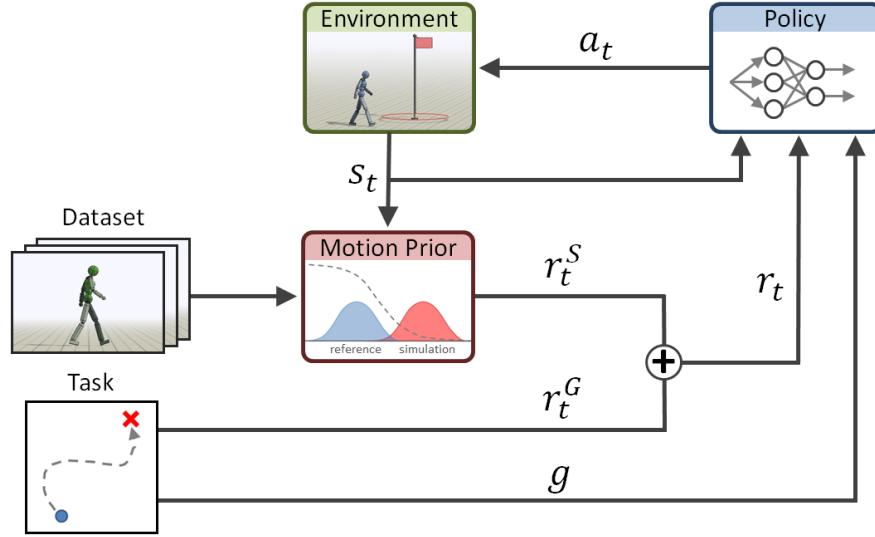 Environment
Policy
a_t
s_t
Dataset
Motion Prior
reference
simulation
r_t^S
r_t
+
Task
r_t^G
g